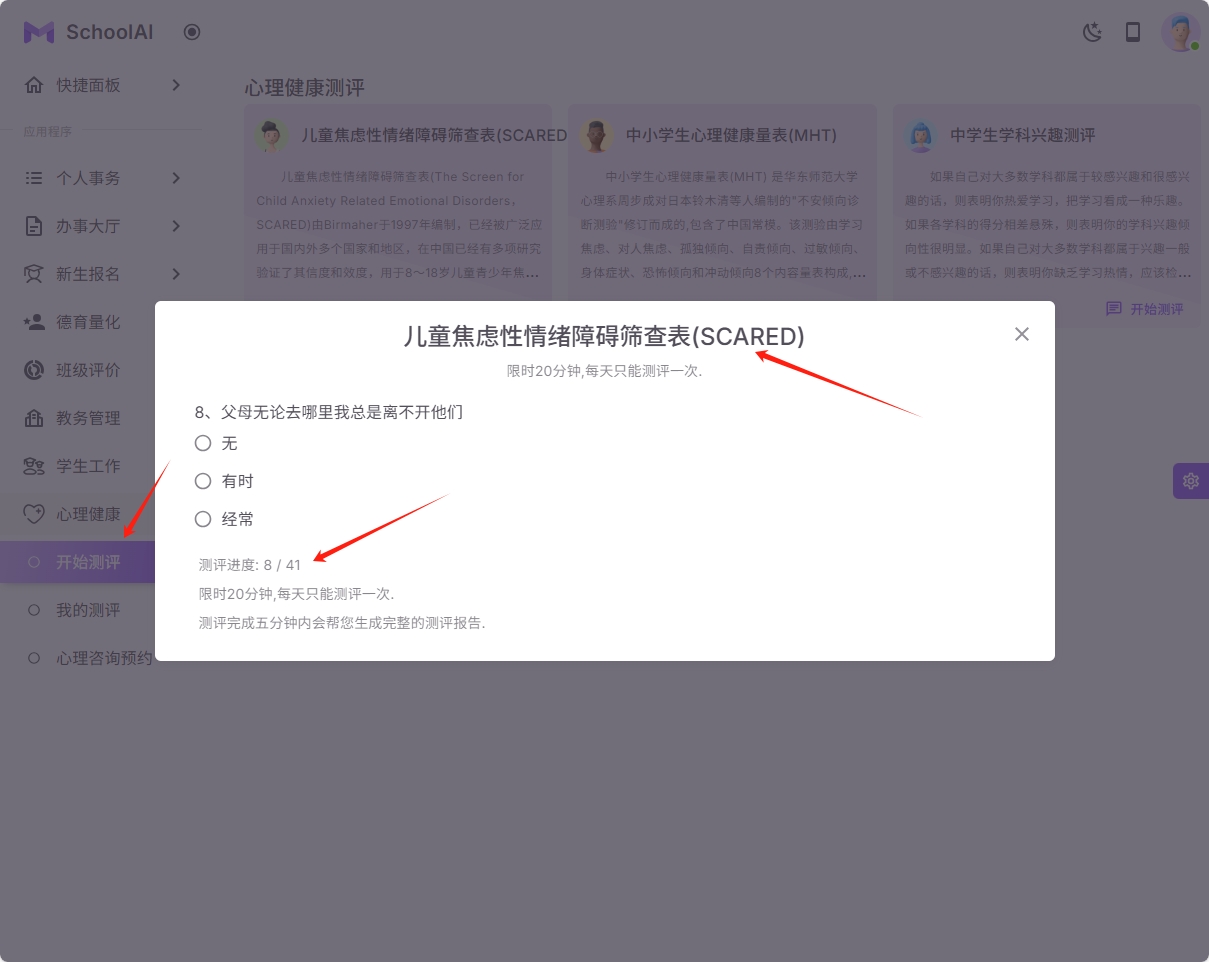 SchoolAI
快捷面板
应用程序
个人事务
办事大厅
新生报名
德育量化
班级评价
教务管理
学生工作
心理健康
开始测评
我的测评
心理咨询预约
心理健康测评
儿童焦虑性情绪障碍筛查表(SCARED
儿童焦虑性情绪障碍筛查表(The Screen for
Child Anxiety Related Emotional Disorders，
SCARED)由Birmaher于1997年编制，已经被广泛应
用于国内外多个国家和地区，在中国已经有多项研究
验证了其信度和效度，用于8～18岁儿童青少年焦...
中小学生心理健康量表(MHT)
中小学生心理健康量表(MHT) 是华东师范大学
心理系周步成对日本铃木清等人编制的"不安倾向诊
断测验"修订而成的,包含了中国常模。该测验由学习
焦虑、对人焦虑、孤独倾向、自责倾向、过敏倾向、
身体症状、恐怖倾向和冲动倾向8个内容量表构成,...
中学生学科兴趣测评
如果自己对大多数学科都属于较感兴趣和很感兴
趣的话，则表明你热爱学习，把学习看成一种乐趣。
如果各学科的得分相差悬殊，则表明你的学科兴趣倾
向性很明显。如果自己对大多数学科都属于兴趣一般
或不感兴趣的话，则表明你缺乏学习热情，应该检...
开始测评
儿童焦虑性情绪障碍筛查表(SCARED)
限时20分钟,每天只能测评一次.
8、父母无论去哪里我总是离不开他们
无
有时
经常
测评进度: 8 / 41
限时20分钟,每天只能测评一次.
测评完成五分钟内会帮您生成完整的测评报告.